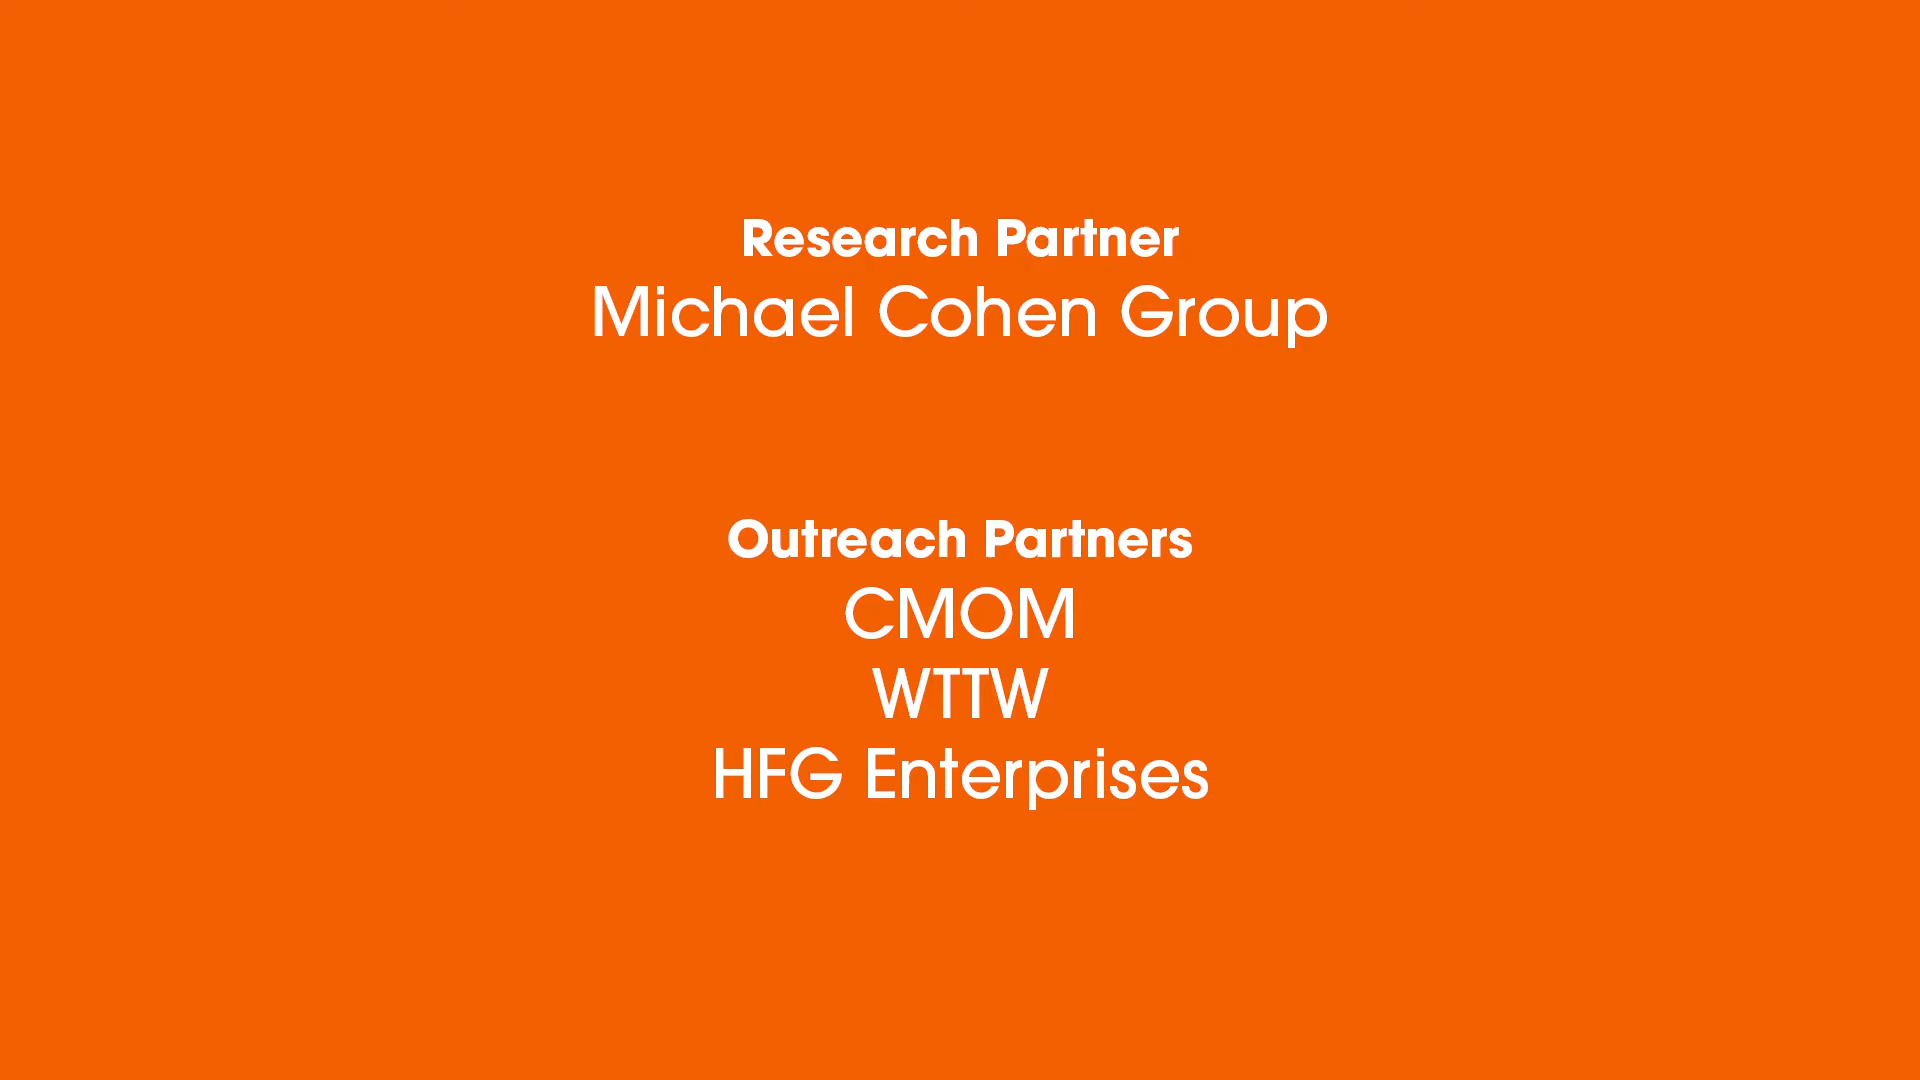 Research Partner
Michael Cohen Group
Outreach Partners
CMOM
WTTW
HFG Enterprises